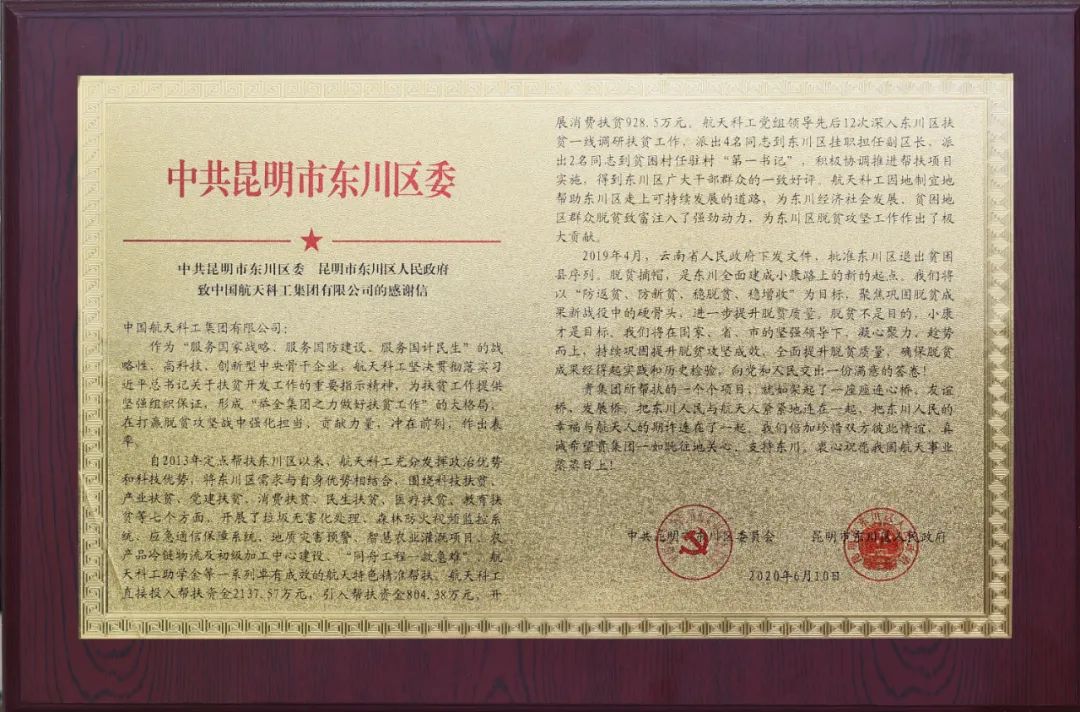 中共昆明市东川区委
中共昆明市东川区委 昆明市东川区人民政府
致中国航天科工集团有限公司的感谢信
中国航天科工集团有限公司:
作为“服务国家战略、服务国防建设、服务国计民生”的战
略性、高科技、创新型中央骨干企业,航天科工坚决贯彻落实习
近平总书记关于扶贫开发工作的重要指示精神,为扶贫工作提供
坚强组织保证,形成“举全集团之力做好扶贫工作”的大格局,
在打赢脱贫攻坚战中强化担当,贡献力量,冲在前列,作出表
率。
自2013年定点帮扶东川区以来,航天科工充分发挥政治优势
和科技优势,将东川区需求与自身优势相结合,围绕科技扶贫、
产业扶贫、党建扶贫、消费扶贫、民生扶贫、医疗扶贫、教育扶
贫等七个方面,开展了垃圾无害化处理、森林防火视频监控系
统、应急通信保障系统、地质灾害预警、智慧农业灌溉项目、农
产品冷链物流及初级加工中心建设、“同舟工程—救急难”、航
天科工助学金等一系列卓有成效的航天特色精准帮扶。航天科工
直接投入帮扶资金2137.57万元,引入帮扶资金804.38万元,开
展消费扶贫928.5万元。航天科工党组领导先后12次深入东川区扶
贫一线调研扶贫工作,派出4名同志到东川区挂职担任副区长,派
出2名同志到贫困村任驻村“第一书记”,积极协调推进帮扶项目
实施,得到东川区广大干部群众的一致好评。航天科工因地制宜地
帮助东川区走上可持续发展的道路,为东川经济社会发展、贫困地
区群众脱贫致富注入了强劲动力,为东川区脱贫攻坚工作作出了极
大贡献。
2019年4月,云南省人民政府下发文件,批准东川区退出贫困
县序列。脱贫摘帽,是东川全面建成小康路上的新的起点。我们将
以“防返贫、防新贫、稳脱贫、稳增收”为目标,聚焦巩固脱贫成
果新战役中的硬骨头,进一步提升脱贫质量。脱贫不是目的,小康
才是目标。我们将在国家、省、市的坚强领导下,凝心聚力,趁势
而上,持续巩固提升脱贫攻坚成效,全面提升脱贫质量,确保脱贫
成果经得起实践和历史检验,向党和人民交出一份满意的答卷!
贵集团所帮扶的一个个项目,就如架起了一座座连心桥、友谊
桥、发展桥,把东川人民与航天人紧紧地连在一起,把东川人民的
幸福与航天人的期许连在了一起。我们倍加珍惜双方彼此情谊,真
诚希望贵集团一如既往地关心、支持东川。衷心祝愿我国航天事业
蒸蒸日上!
中共昆明市东川区委员会 昆明市东川区人民政府
2020年6月10日